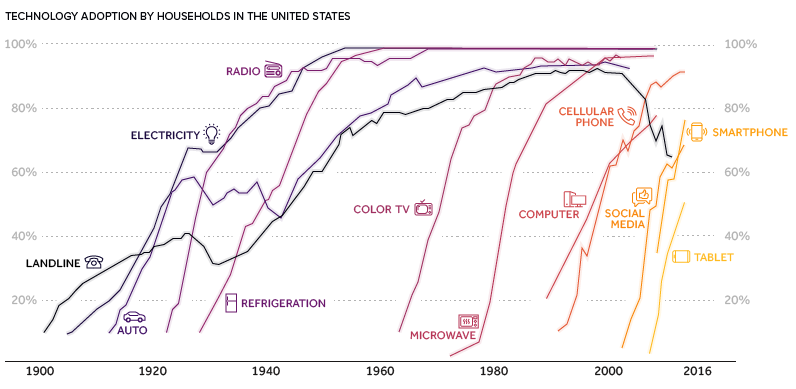 TECHNOLOGY ADOPTION BY HOUSEHOLDS IN THE UNITED STATES
100%
100%
RADIO
80%
80%
CELLULAR
PHONE
ELECTRICITY
SMARTPHONE
60%
60%
COLOR TV
COMPUTER
SOCIAL
MEDIA
40%
40%
LANDLINE
TABLET
20%
REFRIGERATION
20%
AUTO
MICROWAVE
1900
1920
1940
1960
1980
2000
2016